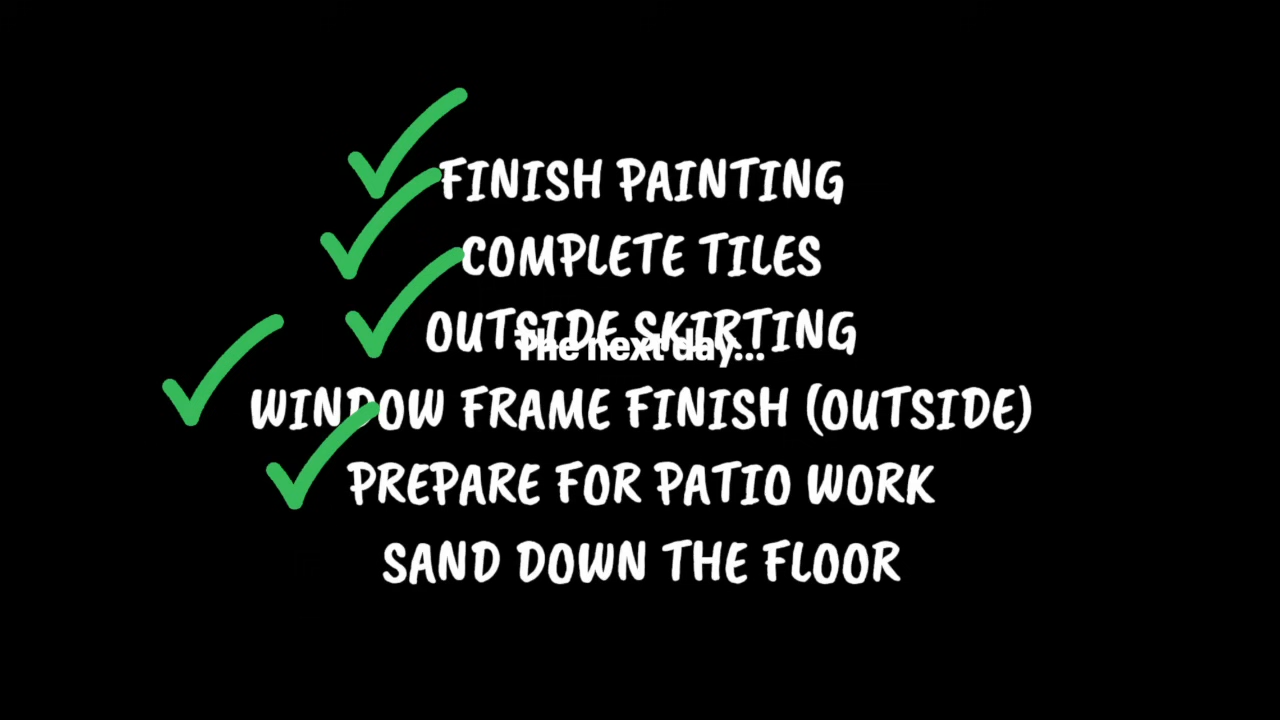 FINISH PAINTING
COMPLETE TILES
OUTSIDE SKIRTING
The next day...
WINDOW FRAME FINISH (OUTSIDE)
PREPARE FOR PATIO WORK
SAND DOWN THE FLOOR